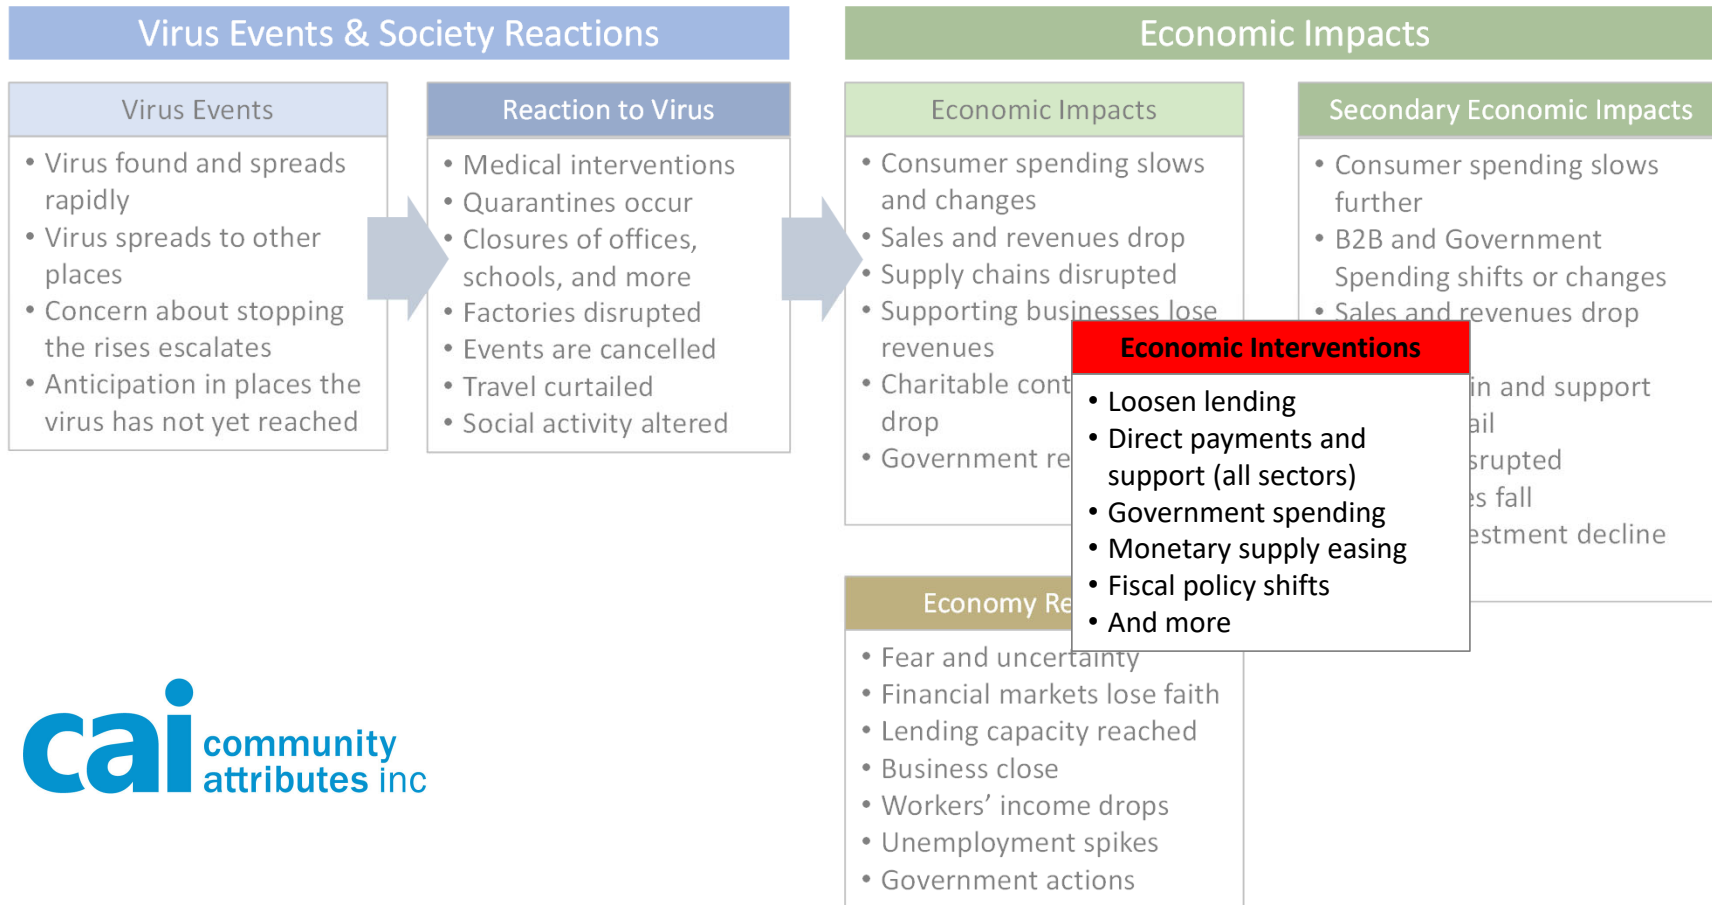 Virus Events & Society Reactions
Economic Impacts
Virus Events
• Virus found and spreads
rapidly
• Virus spreads to other
places
• Concern about stopping
the rises escalates
• Anticipation in places the
virus has not yet reached
Reaction to Virus
• Medical interventions
• Quarantines occur
• Closures of offices,
schools, and more
• Factories disrupted
• Events are cancelled
• Travel curtailed
• Social activity altered
Economic Impacts
• Consumer spending slows
and changes
• Sales and revenues drop
• Supply chains disrupted
• Supporting businesses lose
revenues
• Charitable
drop
• Government
Secondary Economic Impacts
• Consumer spending slows
further
• B2B and Government
Spending shifts or changes
• Sales and revenues drop
and support
fall
decline
Economic Interventions
• Loosen lending
• Direct payments and
support (all sectors)
• Government spending
• Monetary supply easing
• Fiscal policy shifts
• And more
Economy
• Fear and uncertainty
• Financial markets lose faith
• Lending capacity reached
• Business close
• Workers’ income drops
• Unemployment spikes
• Government actions
cai community
attributes inc